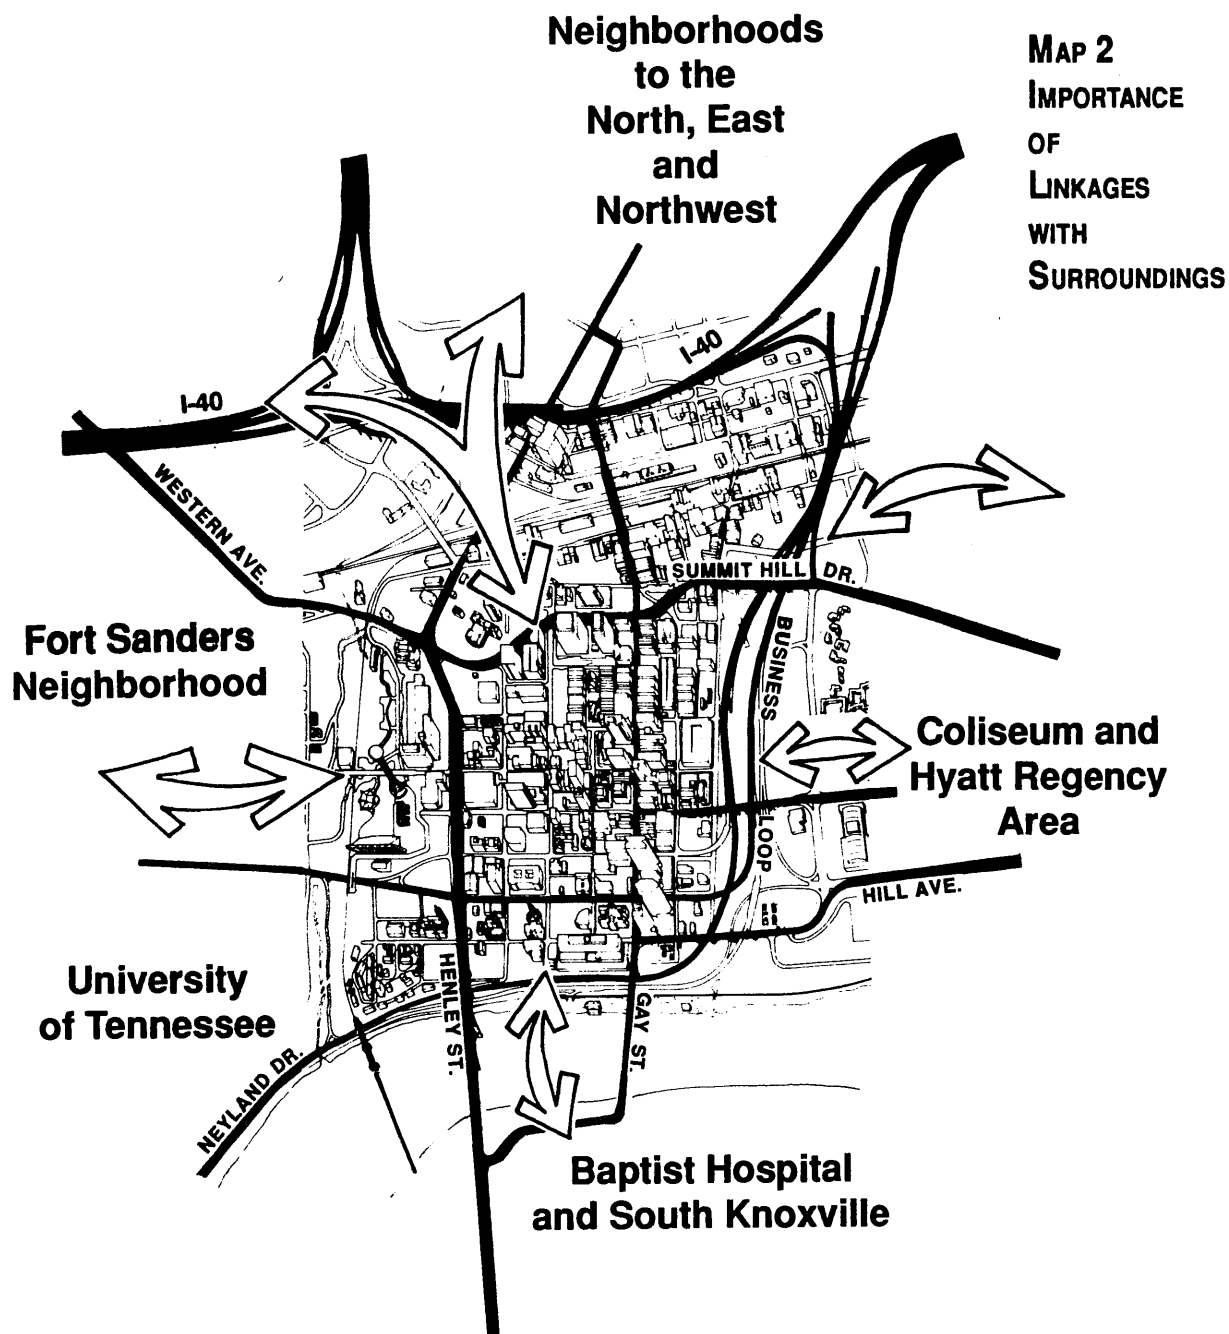 Neighborhoods
to the
North, East
and
Northwest
MAP 2
IMPORTANCE
OF
LINKAGES
WITH
SURROUNDINGS
I-40
I-40
WESTERN AVE.
SUMMIT HILL DR.
Fort Sanders
Neighborhood
BUSINESS LOOP
Coliseum and
Hyatt Regency
Area
HILL AVE.
University
of Tennessee
HENLEY ST.
GAY ST.
NEYLAND DR.
Baptist Hospital
and South Knoxville